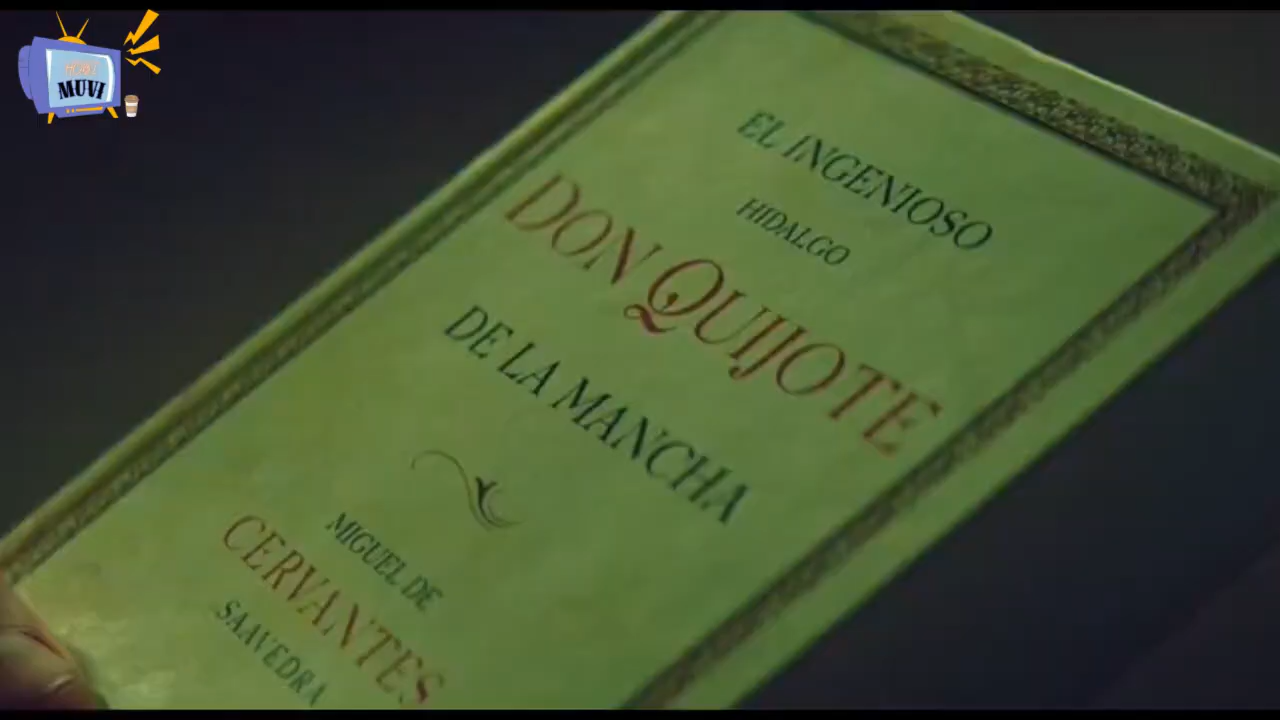 MUVI
EL INGENIOSO
HIDALGO
DON QUIJOTE
DE LA MANCHA
MIGUEL DE
CERVANTES
SAAVEDRA